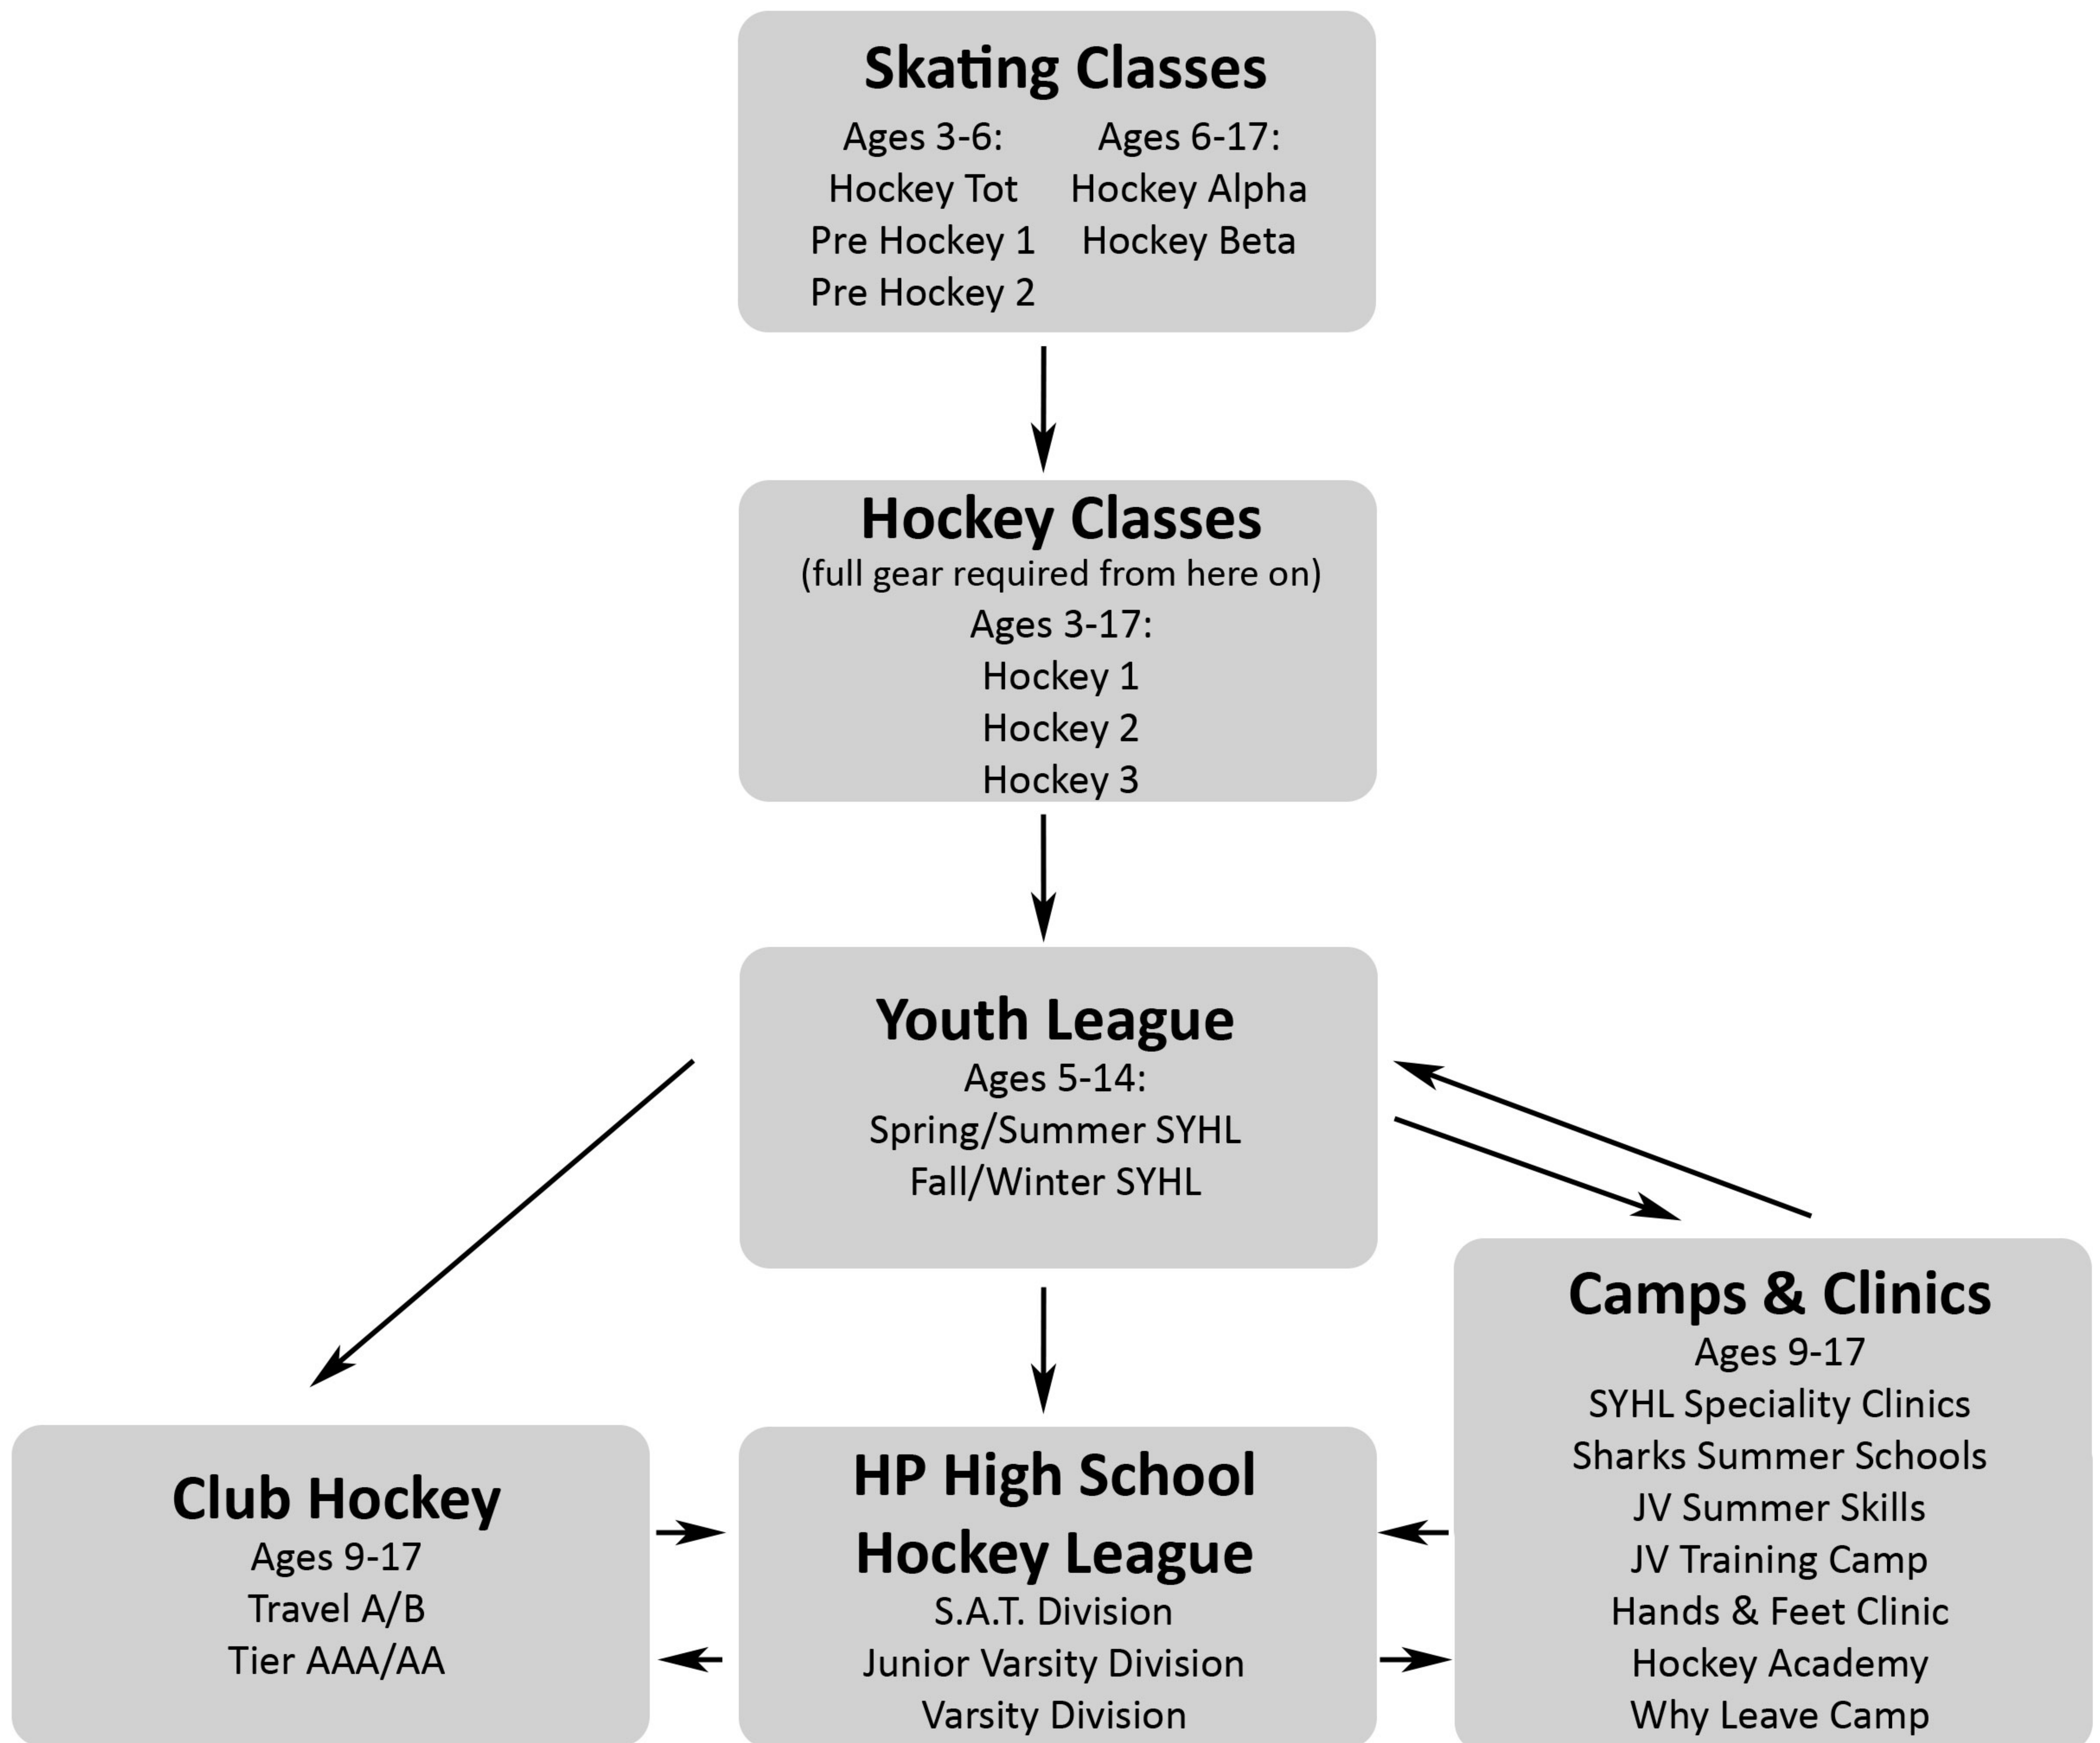 Skating Classes
Ages 3-6:
Hockey Tot
Pre Hockey 1
Pre Hockey 2
Ages 6-17:
Hockey Alpha
Hockey Beta
Hockey Classes
(full gear required from here on)
Ages 3-17:
Hockey 1
Hockey 2
Hockey 3
Youth League
Ages 5-14:
Spring/Summer SYHL
Fall/Winter SYHL
Club Hockey
Ages 9-17
Travel A/B
Tier AAA/AA
HP High School
Hockey League
S.A.T. Division
Junior Varsity Division
Varsity Division
Camps & Clinics
Ages 9-17
SYHL Speciality Clinics
Sharks Summer Schools
JV Summer Skills
JV Training Camp
Hands & Feet Clinic
Hockey Academy
Why Leave Camp